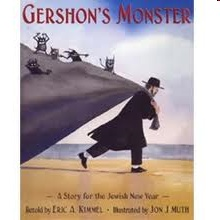 GERSHON'S MONSTER
— A Story for the Jewish New Year —
Retold by ERIC A. KIMMEL Illustrated by JON J MUTH